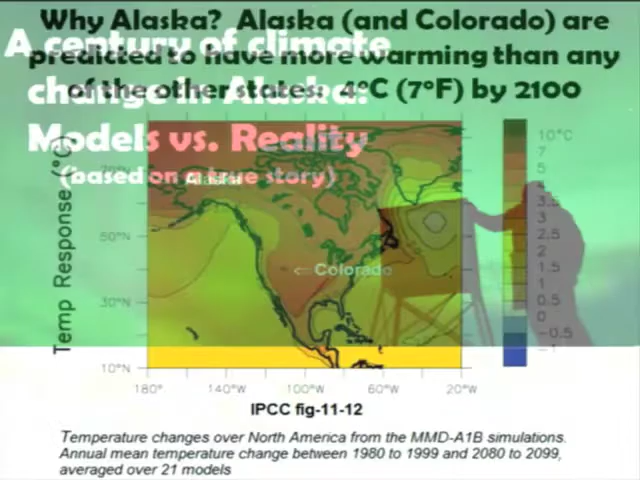 Why Alaska? Alaska (and Colorado) are
predicted to have more warming than any
of the other states: 4°C (7°F) by 2100
A century of climate
change in Alaska:
Models vs. Reality
(based on a true story)
Alaska
Colorado
Temp Response (°C)
50°N
30°N
10°N
180°
140°W
100°W
60°W
20°W
10°C
7
5
4
3.5
3
2.5
2
1.5
1
0.5
0
-0.5
-1
IPCC fig-11-12
Temperature changes over North America from the MMD-A1B simulations.
Annual mean temperature change between 1980 to 1999 and 2080 to 2099,
averaged over 21 models